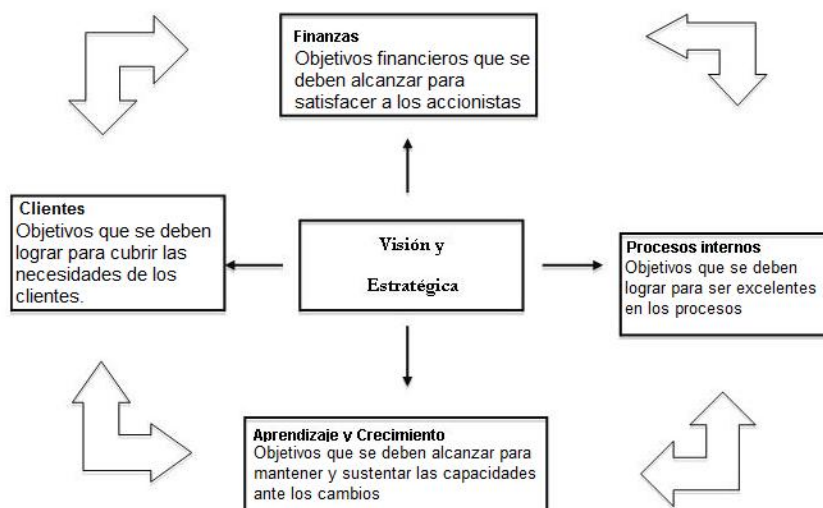 Finanzas
Objetivos financieros que se
deben alcanzar para
satisfacer a los accionistas
Clientes
Objetivos que se deben
lograr para cubrir las
necesidades de los
clientes.
Visión y
Estratégica
Procesos internos
Objetivos que se deben
lograr para ser excelentes
en los procesos
Aprendizaje y Crecimiento
Objetivos que se deben alcanzar para
mantener y sustentar las capacidades
ante los cambios